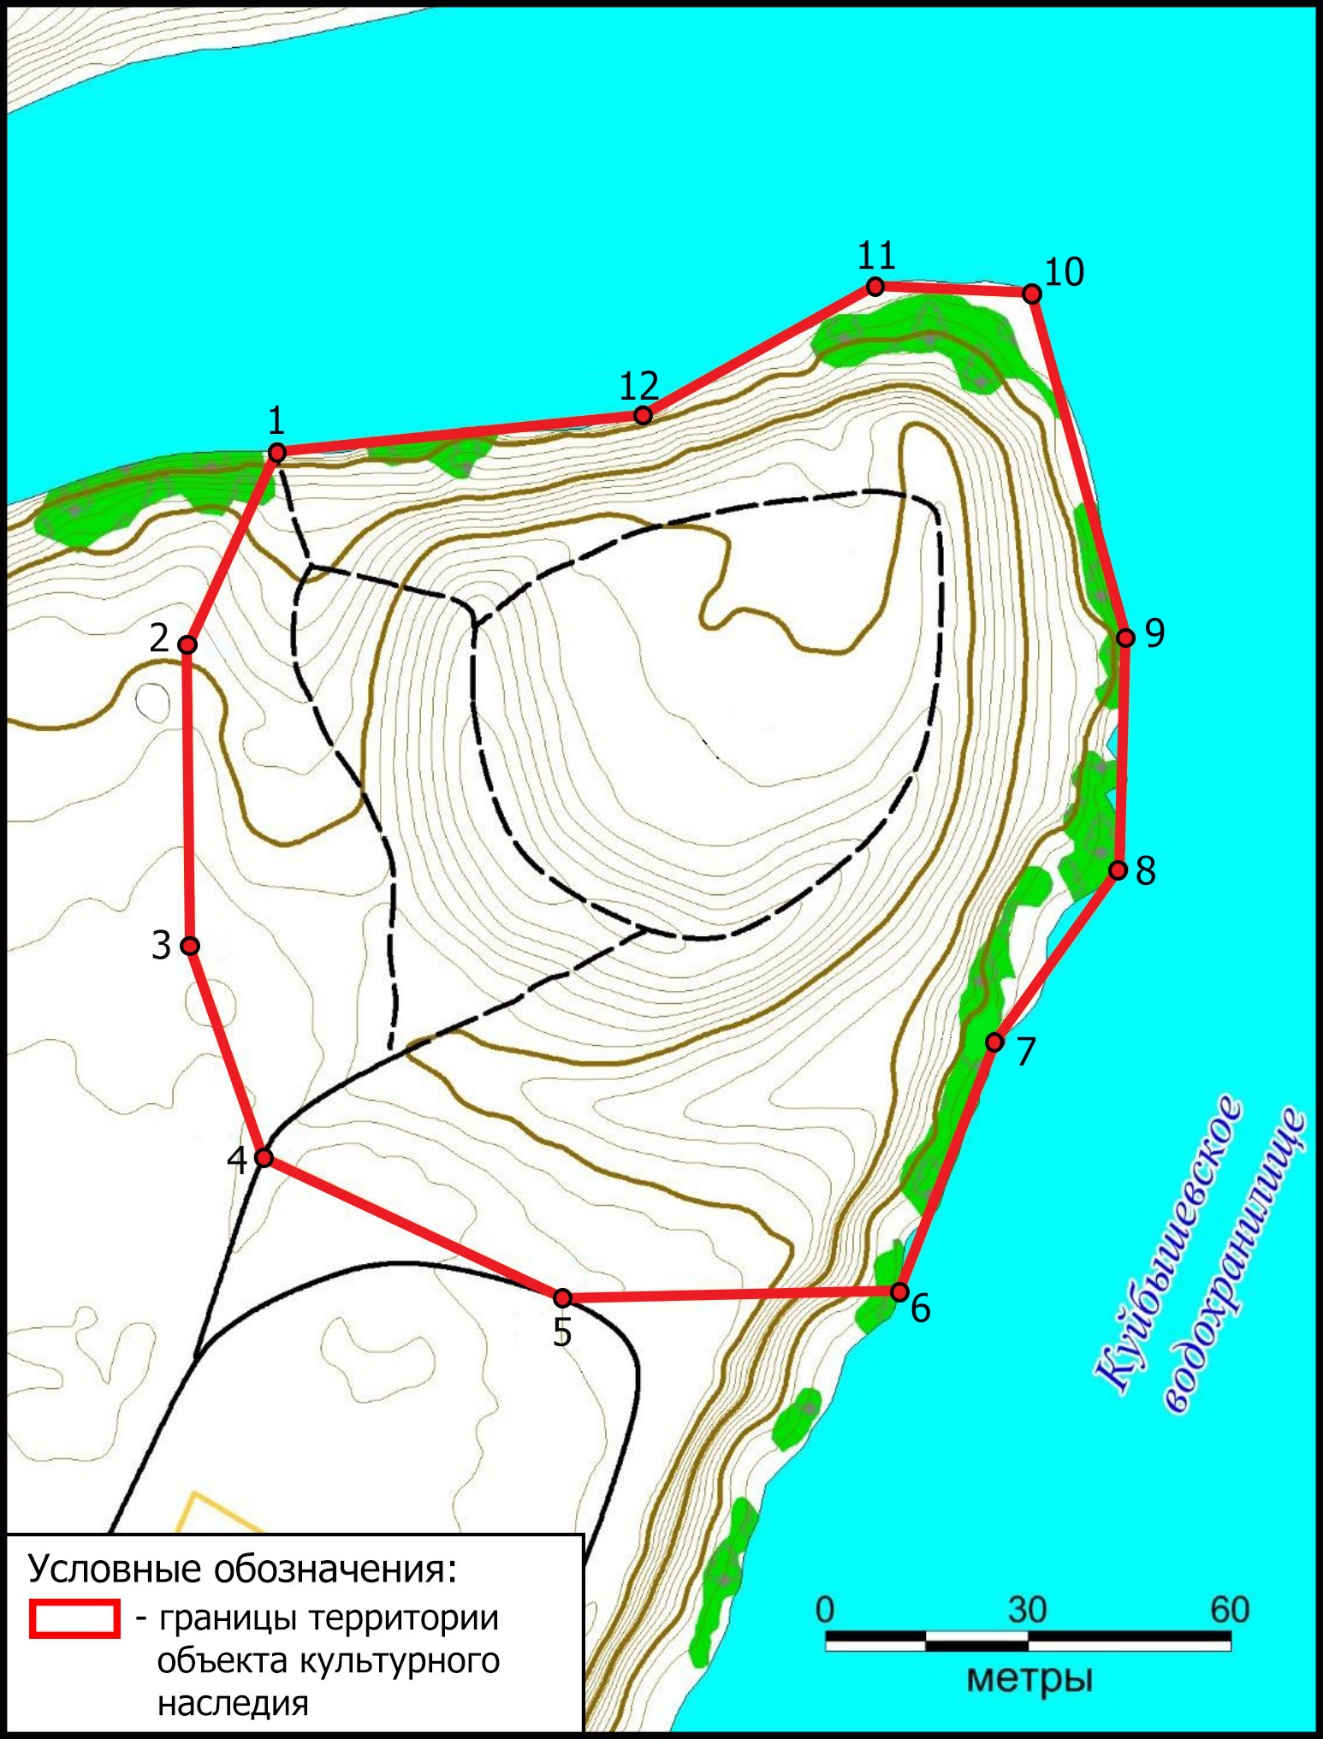 11
10
12
1
2
9
8
3
7
4
6
5
Куйбышевское
водохранилище
Условные обозначения:
- границы территории
объекта культурного
наследия
0 30 60
метры